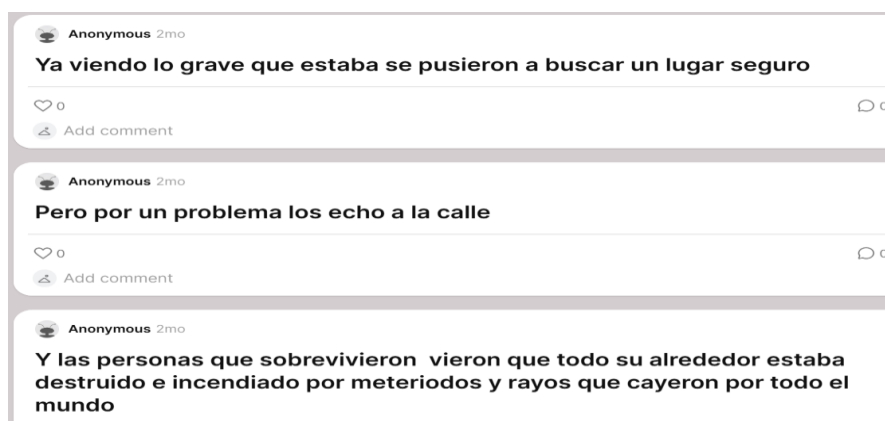 Anonymous 2mo
Ya viendo lo grave que estaba se pusieron a buscar un lugar seguro
0 0
Add comment
Anonymous 2mo
Pero por un problema los echo a la calle
0 0
Add comment
Anonymous 2mo
Y las personas que sobrevivieron vieron que todo su alrededor estaba
destruido e incendiado por meteriodos y rayos que cayeron por todo el
mundo